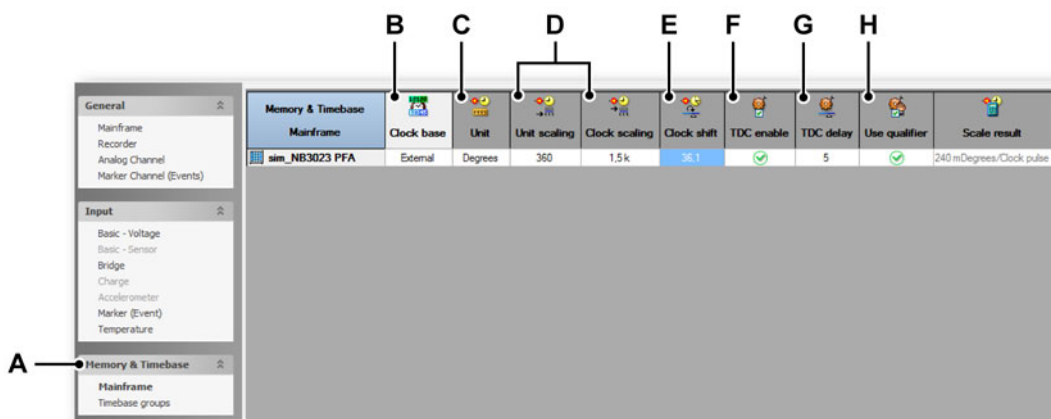 B C D E F G H
General
Mainframe
Recorder
Analog Channel
Marker Channel (Events)
Input
Basic - Voltage
Basic - Sensor
Bridge
Charge
Accelerometer
Marker (Event)
Temperature
A
Memory & Timebase
Mainframe
Timebase groups
Memory & Timebase
Mainframe Clock base Unit Unit scaling Clock scaling Clock shift TDC enable TDC delay Use qualifier Scale result
sim_NB3023 PFA External Degrees 360 1,5 k 36,1 5 240 mDegrees/Clock pulse